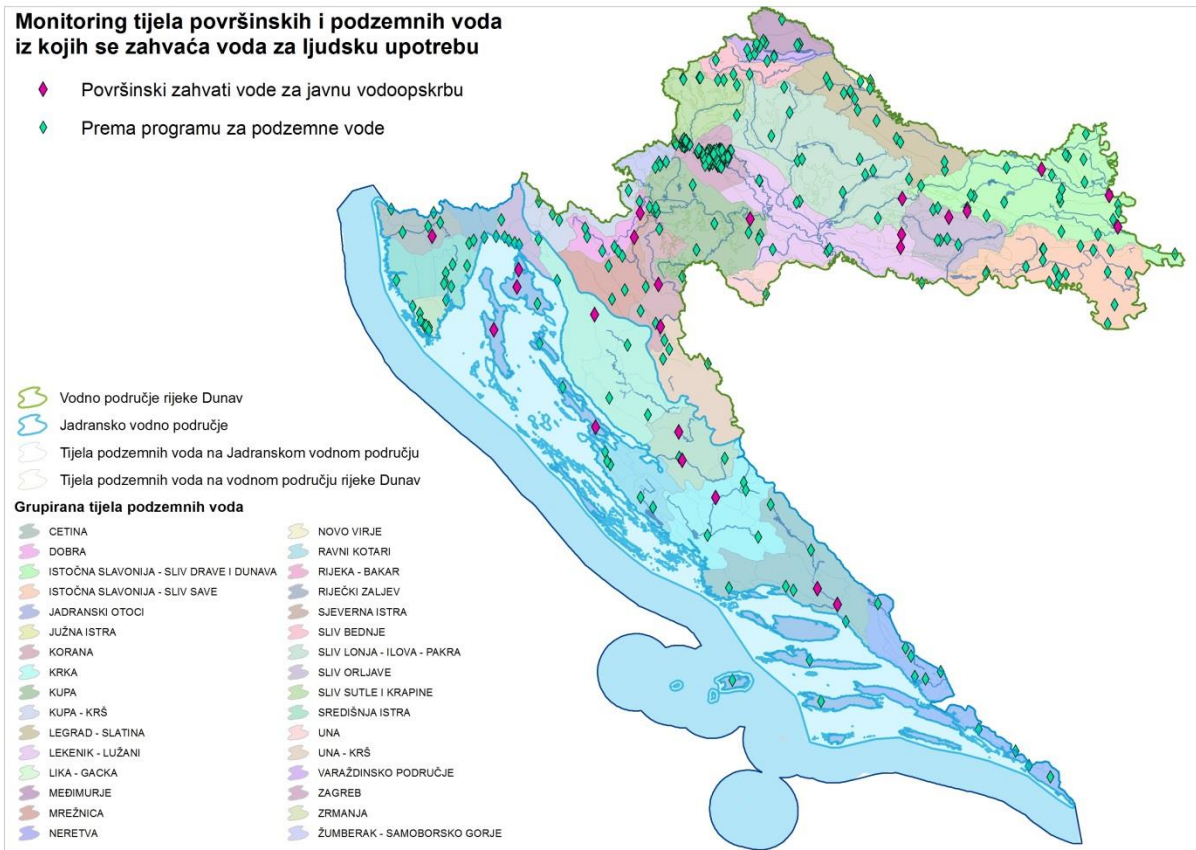 Monitoring tijela površinskih i podzemnih voda
iz kojih se zahvaća voda za ljudsku upotrebu
Površinski zahvati vode za javnu vodoopskrbu
Prema programu za podzemne vode
Vodno područje rijeke Dunav
Jadransko vodno područje
Tijela podzemnih voda na Jadranskom vodnom području
Tijela podzemnih voda na vodnom području rijeke Dunav
Grupirana tijela podzemnih voda
CETINA
DOBRA
ISTOČNA SLAVONIJA - SLIV DRAVE I DUNAVA
ISTOČNA SLAVONIJA - SLIV SAVE
JADRANSKI OTOCI
JUŽNA ISTRA
KORANA
KRKA
KUPA
KUPA - KRŠ
LEGRAD - SLATINA
LEKENIK - LUŽANI
LIKA - GACKA
MEĐIMURJE
MREŽNICA
NERETVA
NOVO VIRJE
RAVNI KOTARI
RIJEKA - BAKAR
RIJEČKI ZALJEV
SJEVERNA ISTRA
SLIV BEDNJE
SLIV LONJA - ILOVA - PAKRA
SLIV ORLJAVE
SLIV SUTLE I KRAPINE
SREDIŠNJA ISTRA
UNA
UNA - KRŠ
VARAŽDINSKO PODRUČJE
ZAGREB
ZRMANJA
ŽUMBERAK - SAMOBORSKO GORJE